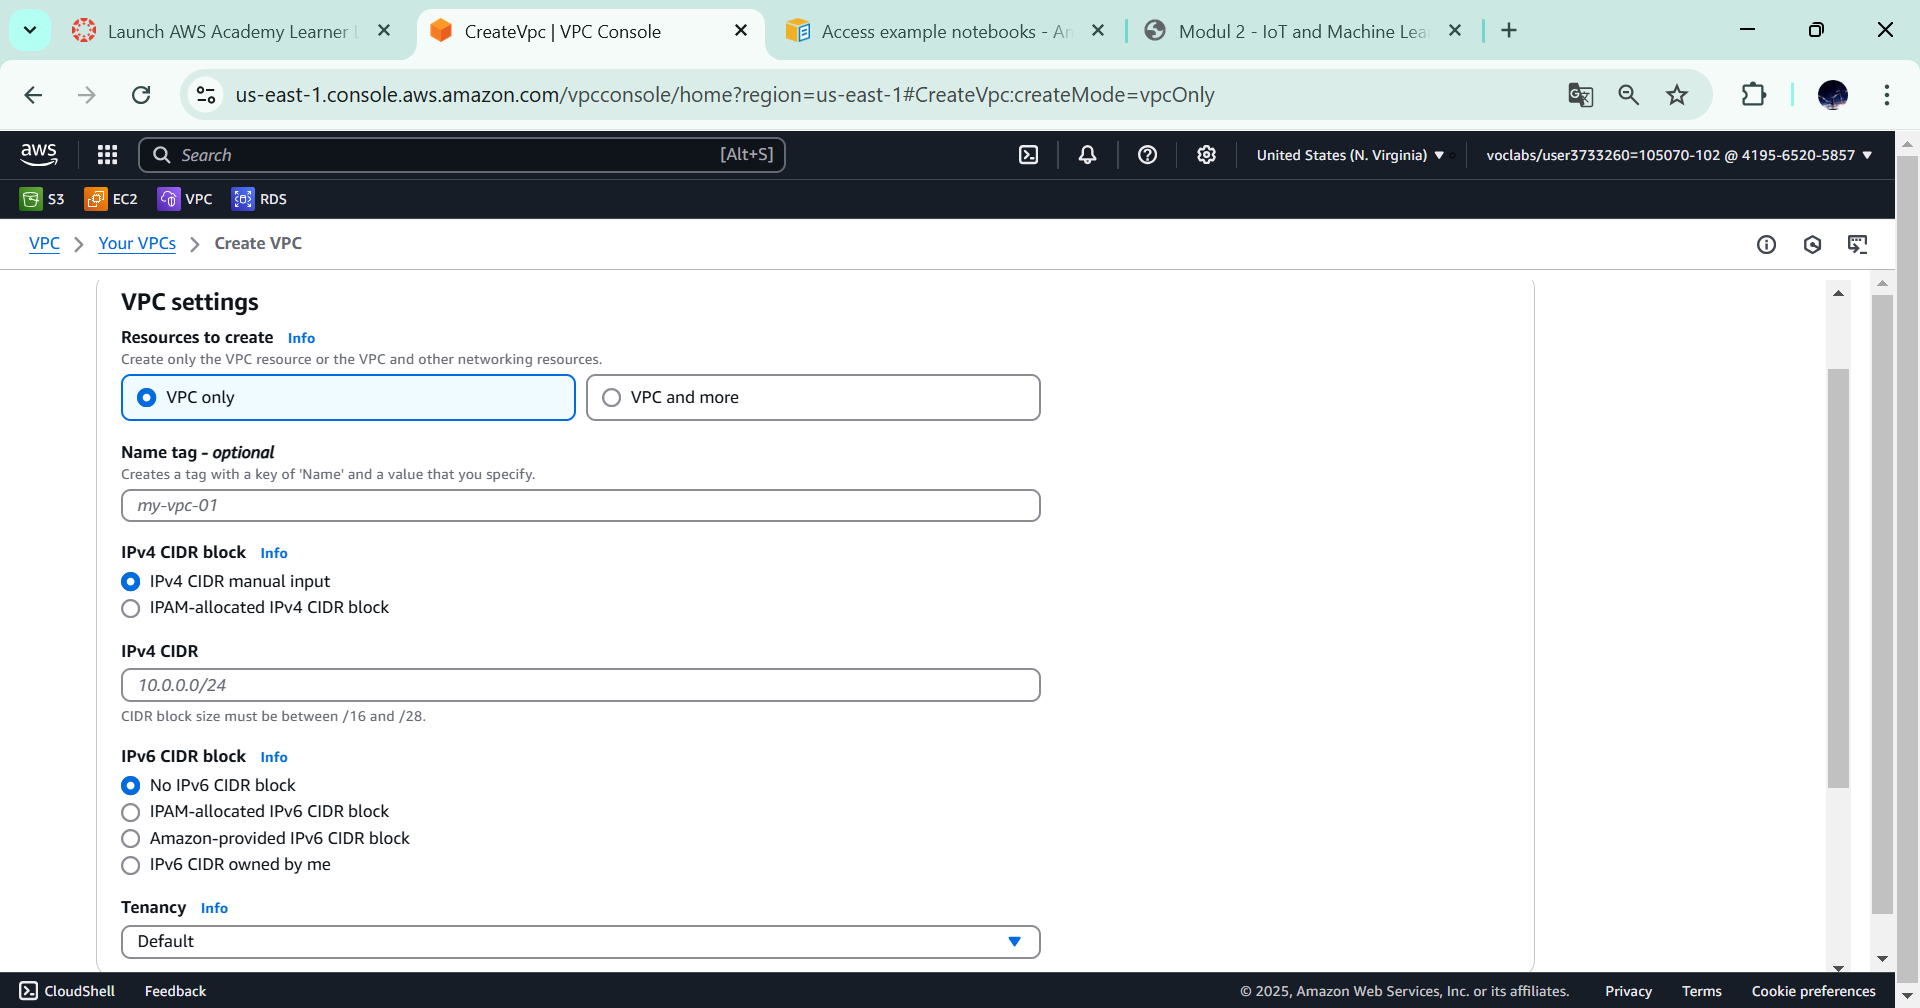 Launch AWS Academy Learner L
CreateVpc | VPC Console
Access example notebooks - Am
Modul 2 - IoT and Machine Lear
us-east-1.console.aws.amazon.com/vpcconsole/home?region=us-east-1#CreateVpc:createMode=vpcOnly
aws
Search
[Alt+S]
United States (N. Virginia)
voclabs/user3733260=105070-102 @ 4195-6520-5857
S3
EC2
VPC
RDS
VPC
Your VPCs
Create VPC
VPC settings
Resources to create Info
Create only the VPC resource or the VPC and other networking resources.
VPC only
VPC and more
Name tag - optional
Creates a tag with a key of 'Name' and a value that you specify.
my-vpc-01
IPv4 CIDR block Info
IPv4 CIDR manual input
IPAM-allocated IPv4 CIDR block
IPv4 CIDR
10.0.0.0/24
CIDR block size must be between /16 and /28.
IPv6 CIDR block Info
No IPv6 CIDR block
IPAM-allocated IPv6 CIDR block
Amazon-provided IPv6 CIDR block
IPv6 CIDR owned by me
Tenancy Info
Default
CloudShell
Feedback
© 2025, Amazon Web Services, Inc. or its affiliates.
Privacy
Terms
Cookie preferences